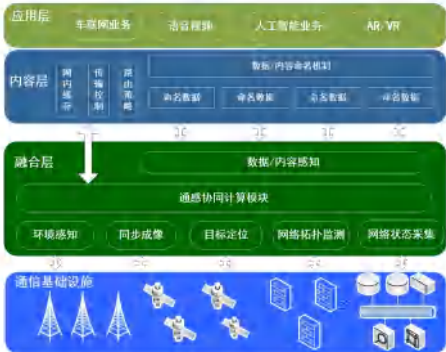 应用层
车联网业务 语音视频 人工智能业务 AR/VR
内容层
网内缓存
传输控制
路由策略
数据/内容命名机制
命名数据 命名数据 命名数据 命名数据
融合层
数据/内容感知
通感协同计算模块
环境感知 同步成像 目标定位 网络拓扑监测 网络状态采集
通信基础设施